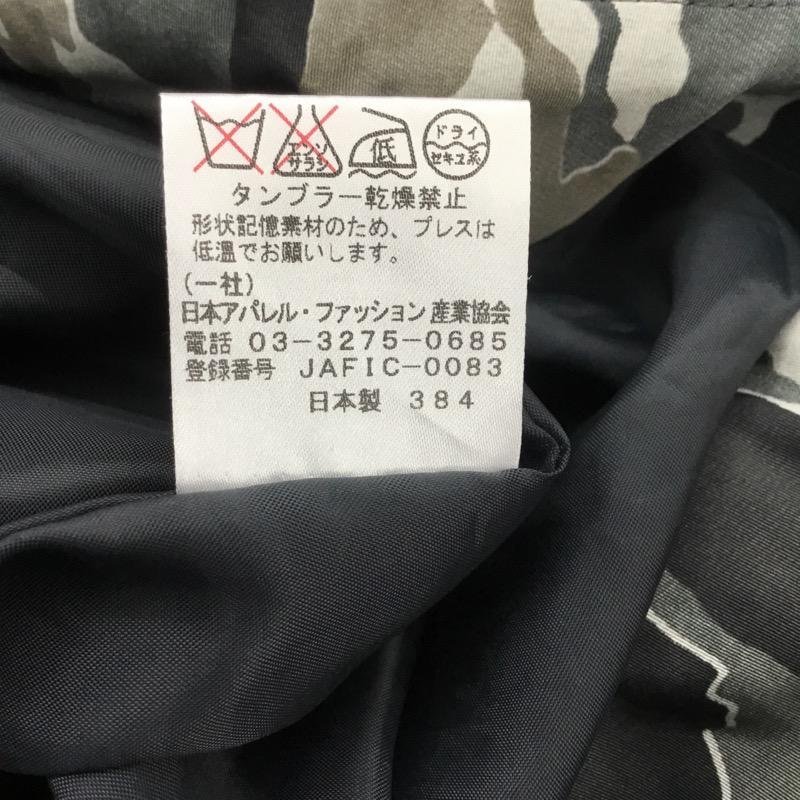 エンソ
サラシ
低
ドライ
セキユ系
タンブラー乾燥禁止
形状記憶素材のため、プレスは
低温でお願いします。
(一社)
日本アパレル・ファッション産業協会
電話 03-3275-0685
登録番号 JAFIC-0083
日本製 384